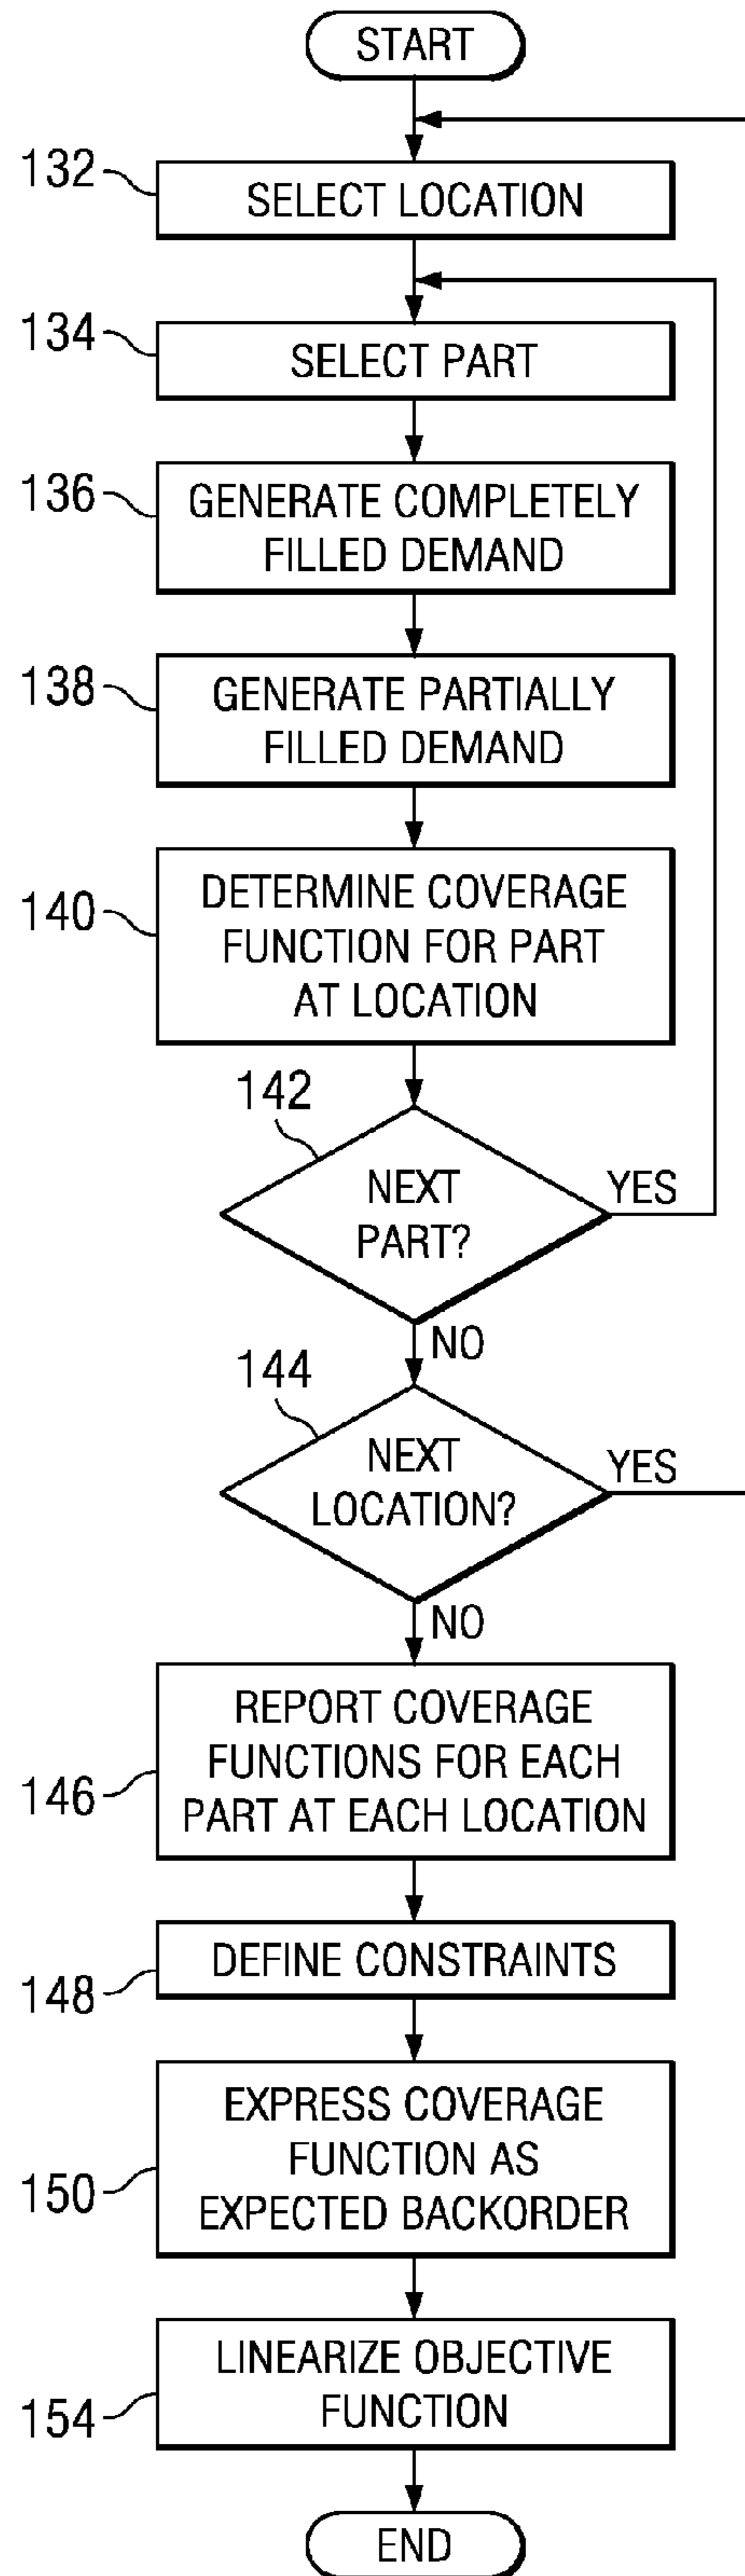 START
132
SELECT LOCATION
134
SELECT PART
136
GENERATE COMPLETELY
FILLED DEMAND
138
GENERATE PARTIALLY
FILLED DEMAND
140
DETERMINE COVERAGE
FUNCTION FOR PART
AT LOCATION
142
NEXT
PART?
YES
NO
144
NEXT
LOCATION?
YES
NO
146
REPORT COVERAGE
FUNCTIONS FOR EACH
PART AT EACH LOCATION
148
DEFINE CONSTRAINTS
150
EXPRESS COVERAGE
FUNCTION AS
EXPECTED BACKORDER
154
LINEARIZE OBJECTIVE
FUNCTION
END